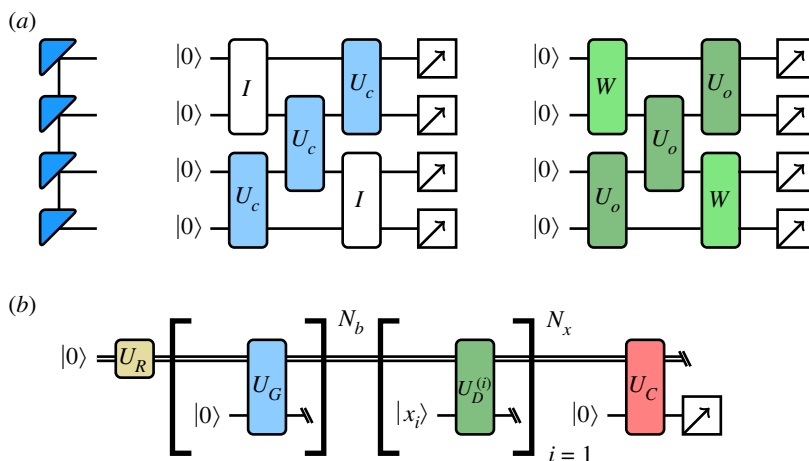 (a)
|0⟩ I U_c
|0⟩ U_c
|0⟩ U_c I
|0⟩
|0⟩ W U_o
|0⟩ U_o
|0⟩ U_o W
|0⟩
(b)
N_b N_x
|0⟩ U_R U_G U_D^{(i)} U_C
|0⟩ |x_i⟩ |0⟩
i = 1